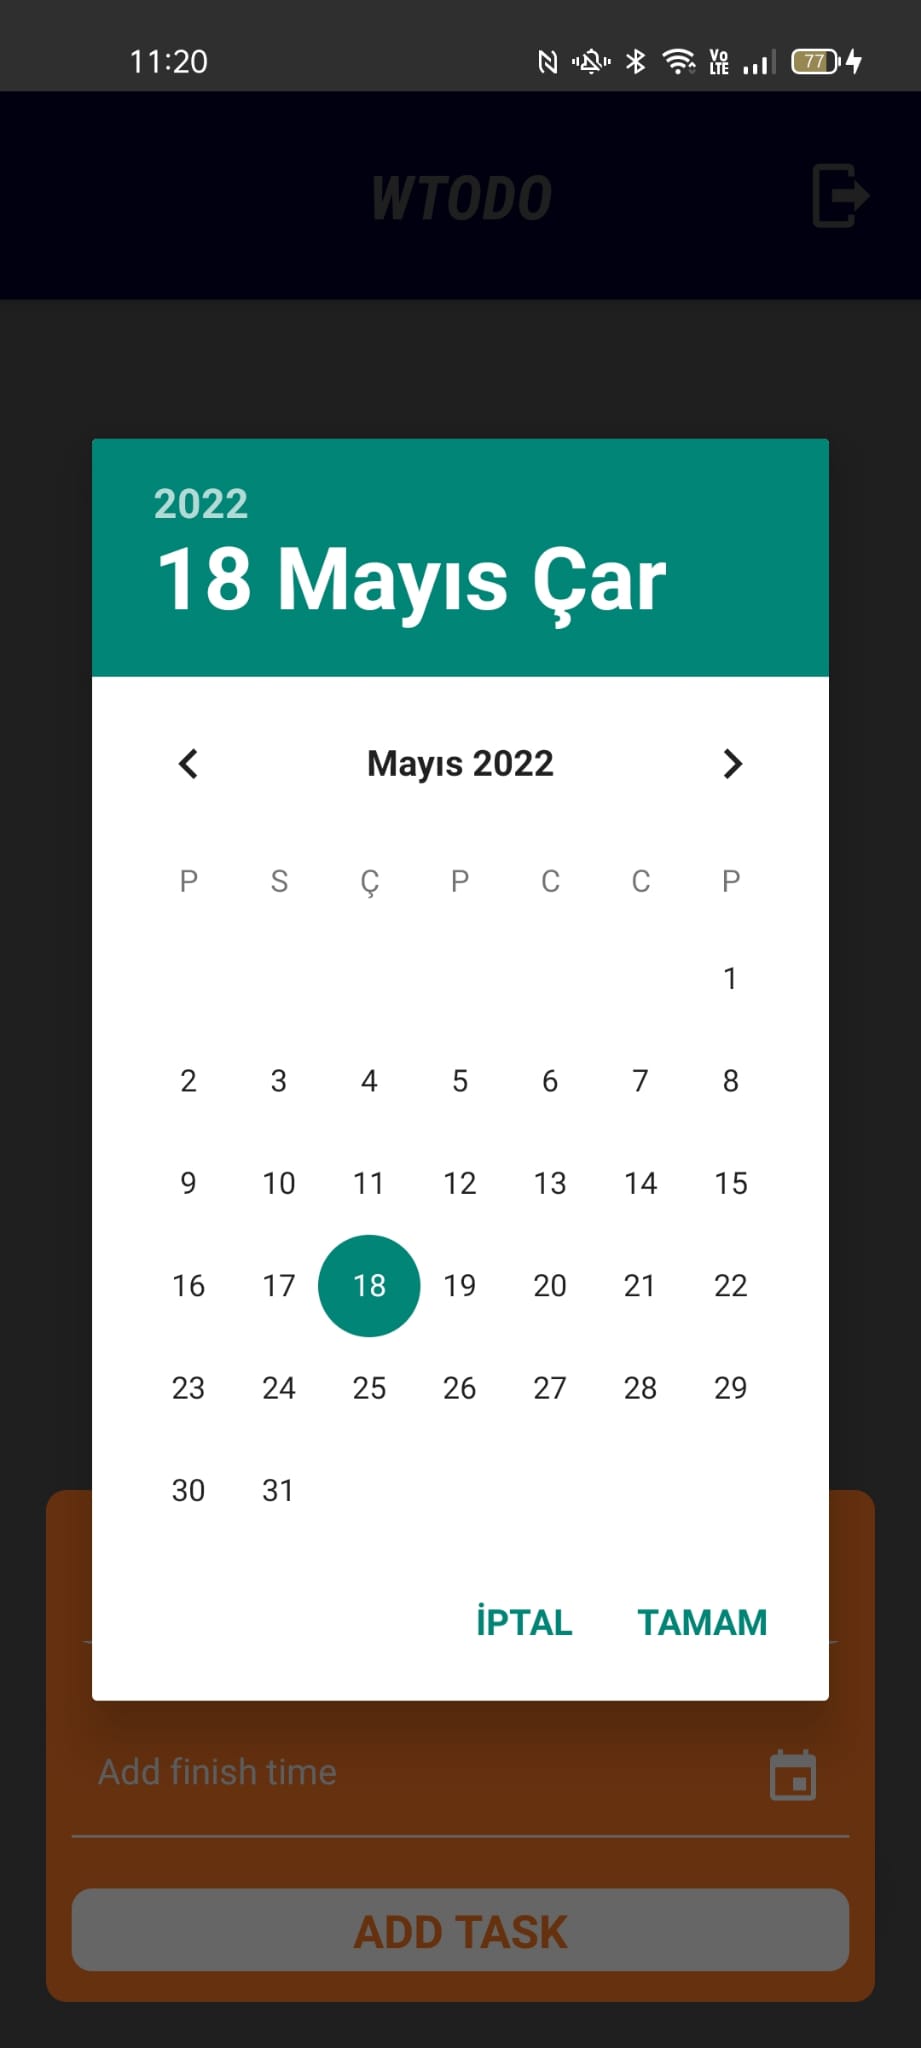 11:20 Vo LTE 77
WTODO
2022
18 Mayıs Çar
Mayıs 2022
P S Ç P C C P
1
2 3 4 5 6 7 8
9 10 11 12 13 14 15
16 17 18 19 20 21 22
23 24 25 26 27 28 29
30 31
İPTAL TAMAM
Add finish time
ADD TASK